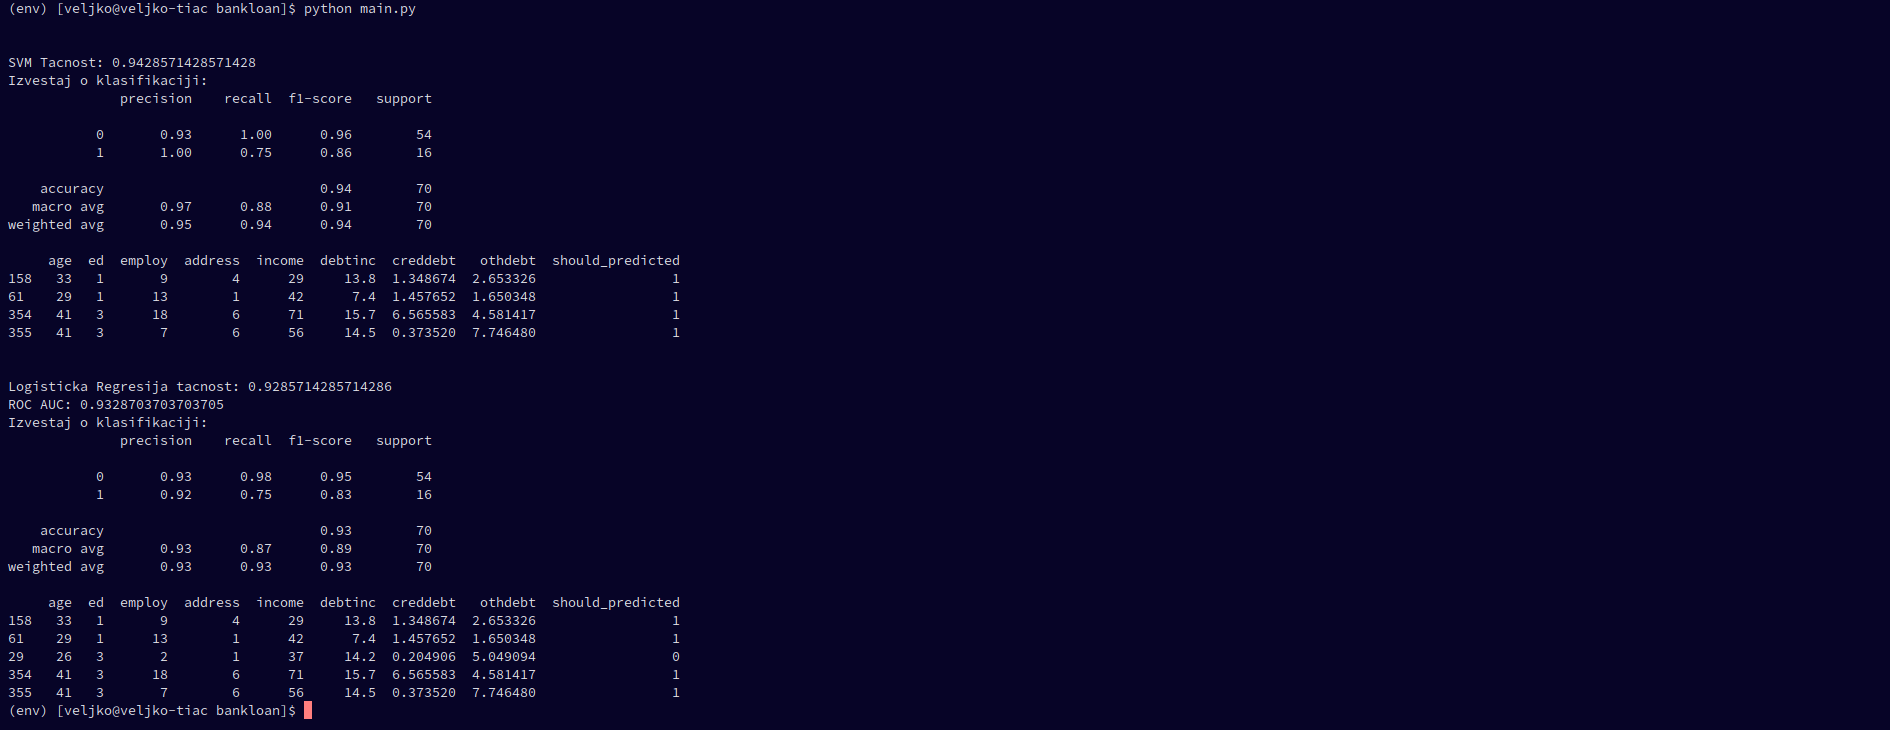 (env) [veljko@veljko-tiac bankloan]$ python main.py
SVM Tacnost: 0.9428571428571428
Izvestaj o klasifikaciji:
              precision    recall  f1-score   support
           0       0.93      1.00      0.96        54
           1       1.00      0.75      0.86        16
    accuracy                           0.94        70
   macro avg       0.97      0.88      0.91        70
weighted avg       0.95      0.94      0.94        70
     age  ed  employ  address  income  debtinc  creddebt   othdebt  should_predicted
158   33   1       9        4      29     13.8  1.348674  2.653326                 1
61    29   1      13        1      42      7.4  1.457652  1.650348                 1
354   41   3      18        6      71     15.7  6.565583  4.581417                 1
355   41   3       7        6      56     14.5  0.373520  7.746480                 1
Logisticka Regresija tacnost: 0.9285714285714286
ROC AUC: 0.9328703703703705
Izvestaj o klasifikaciji:
              precision    recall  f1-score   support
           0       0.93      0.98      0.95        54
           1       0.92      0.75      0.83        16
    accuracy                           0.93        70
   macro avg       0.93      0.87      0.89        70
weighted avg       0.93      0.93      0.93        70
     age  ed  employ  address  income  debtinc  creddebt   othdebt  should_predicted
158   33   1       9        4      29     13.8  1.348674  2.653326                 1
61    29   1      13        1      42      7.4  1.457652  1.650348                 1
29    26   3       2        1      37     14.2  0.204906  5.049094                 0
354   41   3      18        6      71     15.7  6.565583  4.581417                 1
355   41   3       7        6      56     14.5  0.373520  7.746480                 1
(env) [veljko@veljko-tiac bankloan]$